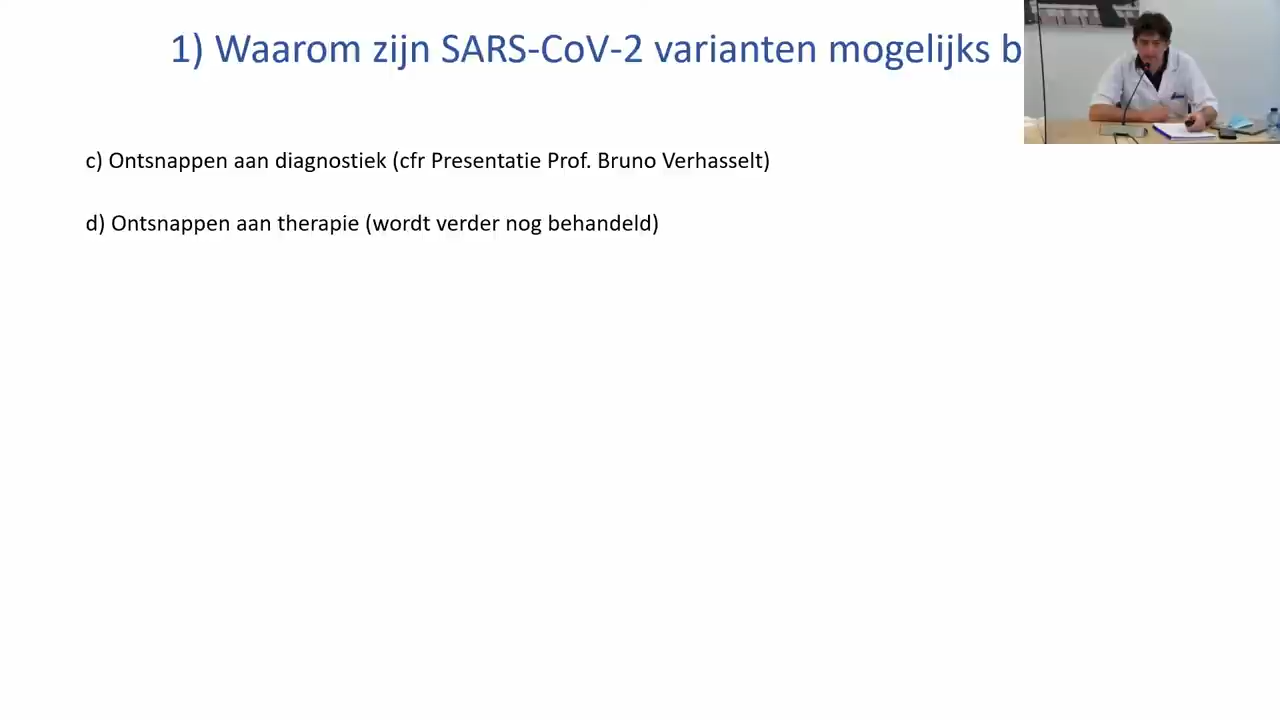 1) Waarom zijn SARS-CoV-2 varianten mogelijks b
c) Ontsnappen aan diagnostiek (cfr Presentatie Prof. Bruno Verhasselt)
d) Ontsnappen aan therapie (wordt verder nog behandeld)